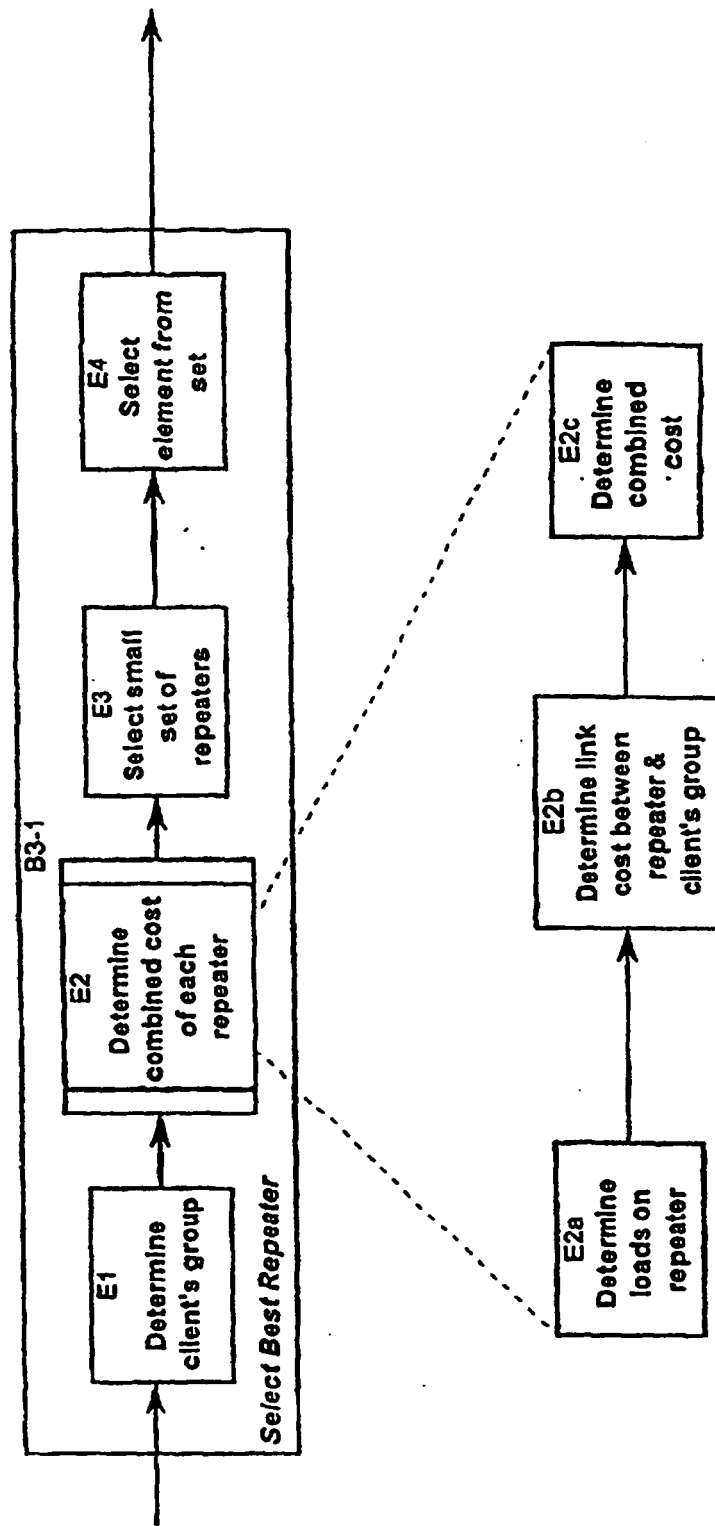 B3-1
E1
Determine
client's group
E2
Determine
combined cost
of each
repeater
E3
Select small
set of
repeaters
E4
Select
element from
set
Select Best Repeater
E2a
Determine
loads on
repeater
E2b
Determine link
cost between
repeater &
client's group
E2c
Determine
combined
cost